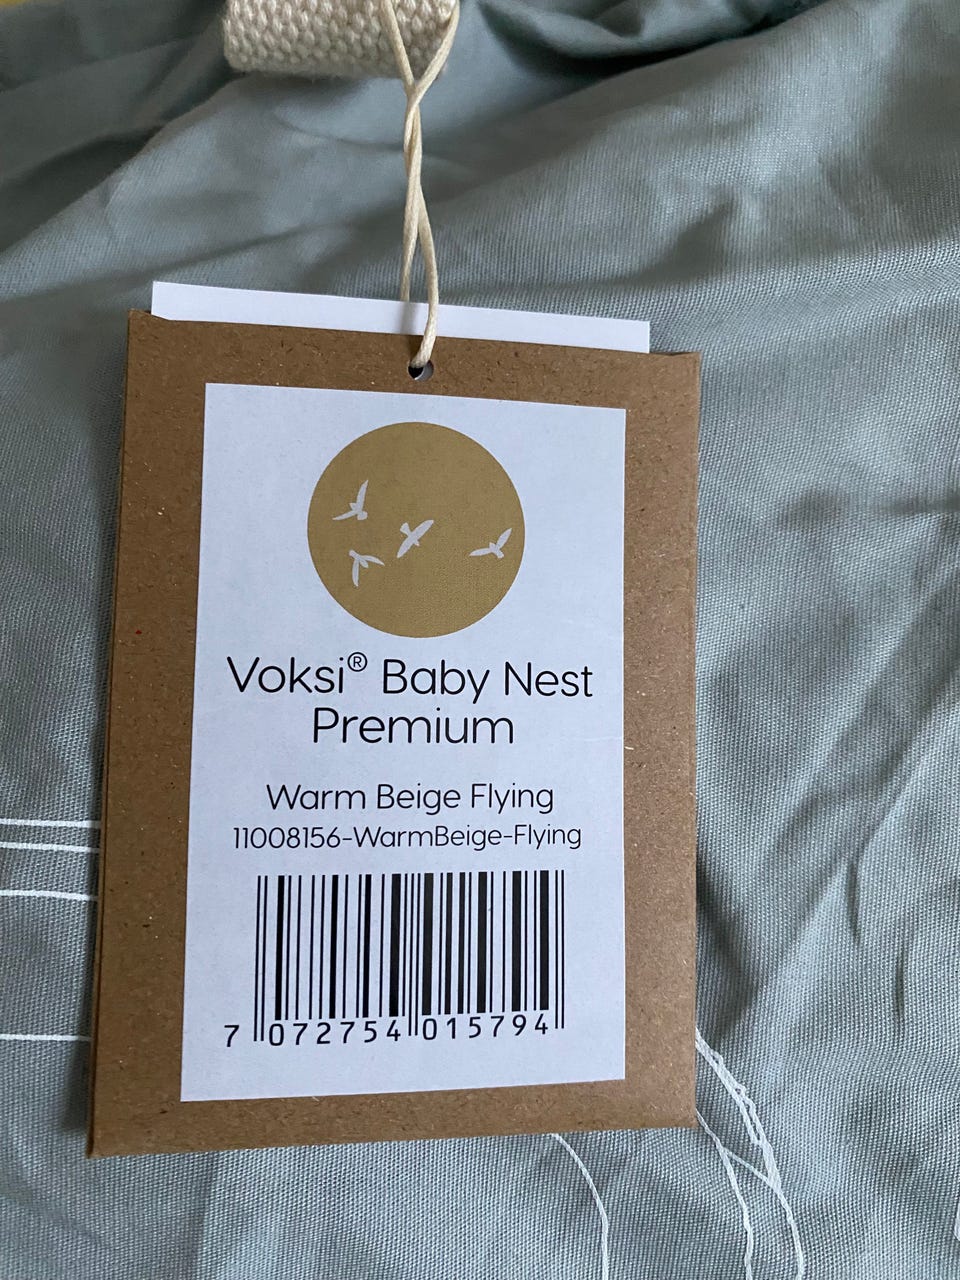 Voksi® Baby Nest
Premium
Warm Beige Flying
11008156-WarmBeige-Flying
7 072754 015794